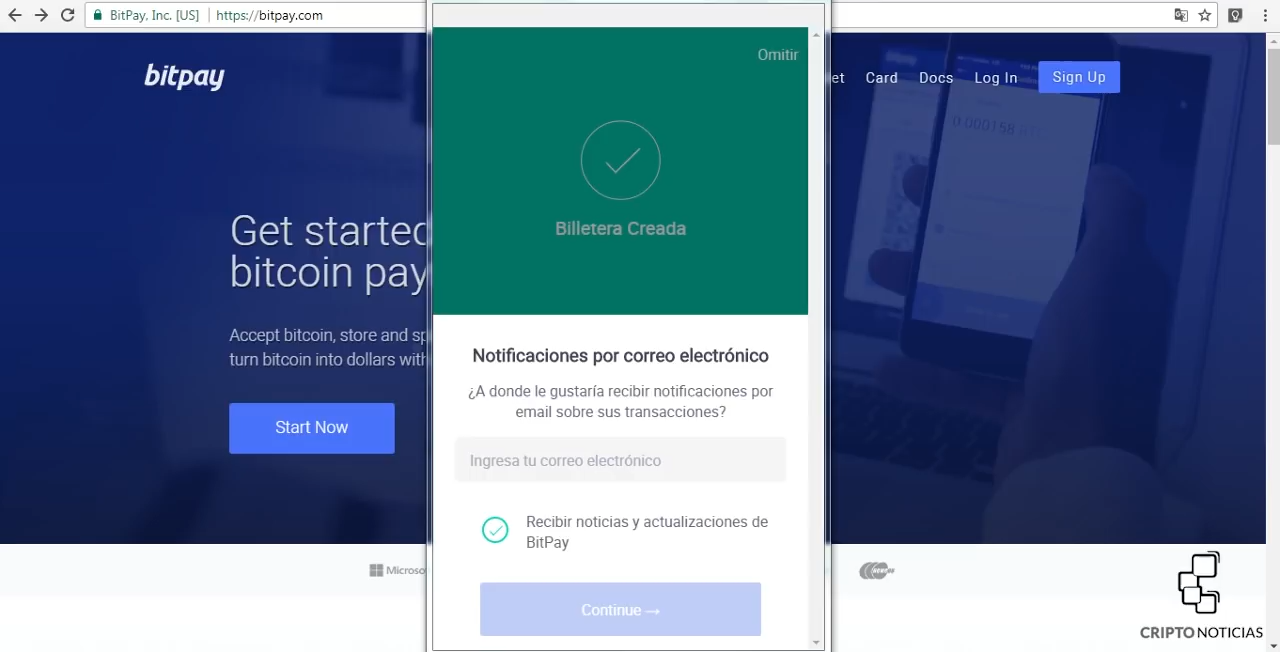 BitPay, Inc. [US]
https://bitpay.com
bitpay
et
Card
Docs
Log In
Sign Up
Omitir
Billetera Creada
0.000158
Get started
bitcoin pay
Accept bitcoin, store and sp
turn bitcoin into dollars with
Start Now
Notificaciones por correo electrónico
¿A donde le gustaría recibir notificaciones por
email sobre sus transacciones?
Ingresa tu correo electrónico
Recibir noticias y actualizaciones de
BitPay
Continue →
Microso
CRIPTONOTICIAS